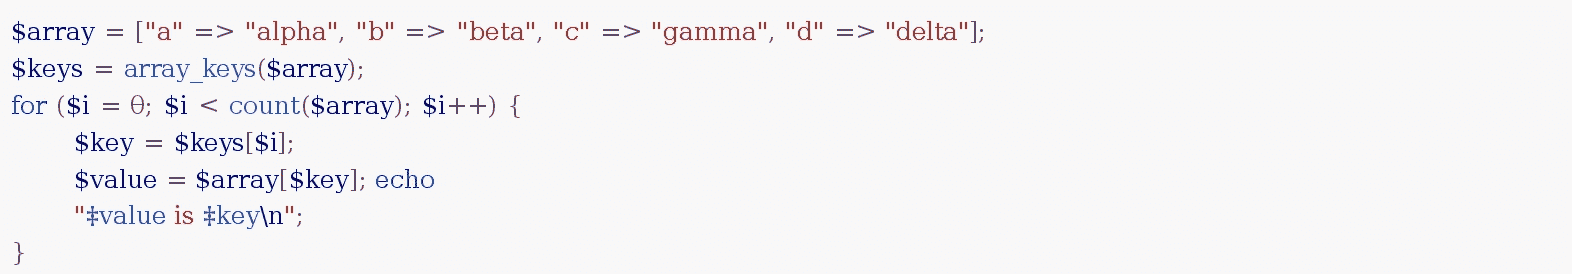 $array = ["a" => "alpha", "b" => "beta", "c" => "gamma", "d" => "delta"];
$keys = array_keys($array);
for ($i = θ; $i < count($array); $i++) {
$key = $keys[$i];
$value = $array[$key]; echo
"‡value is ‡key\n";
}